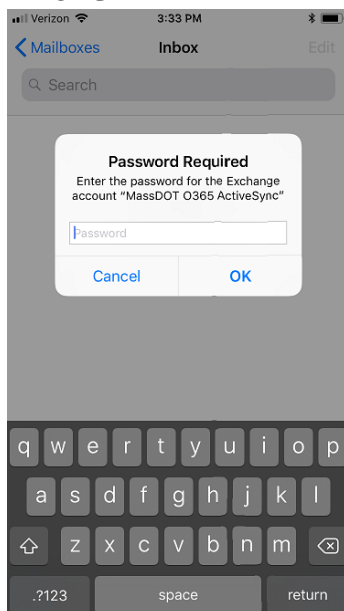 Verizon 3:33 PM
Mailboxes Inbox Edit
Search
Password Required
Enter the password for the Exchange
account “MassDOT O365 ActiveSync”
Password
Cancel OK
q w e r t y u i o p
a s d f g h j k l
z x c v b n m
.?123 space return